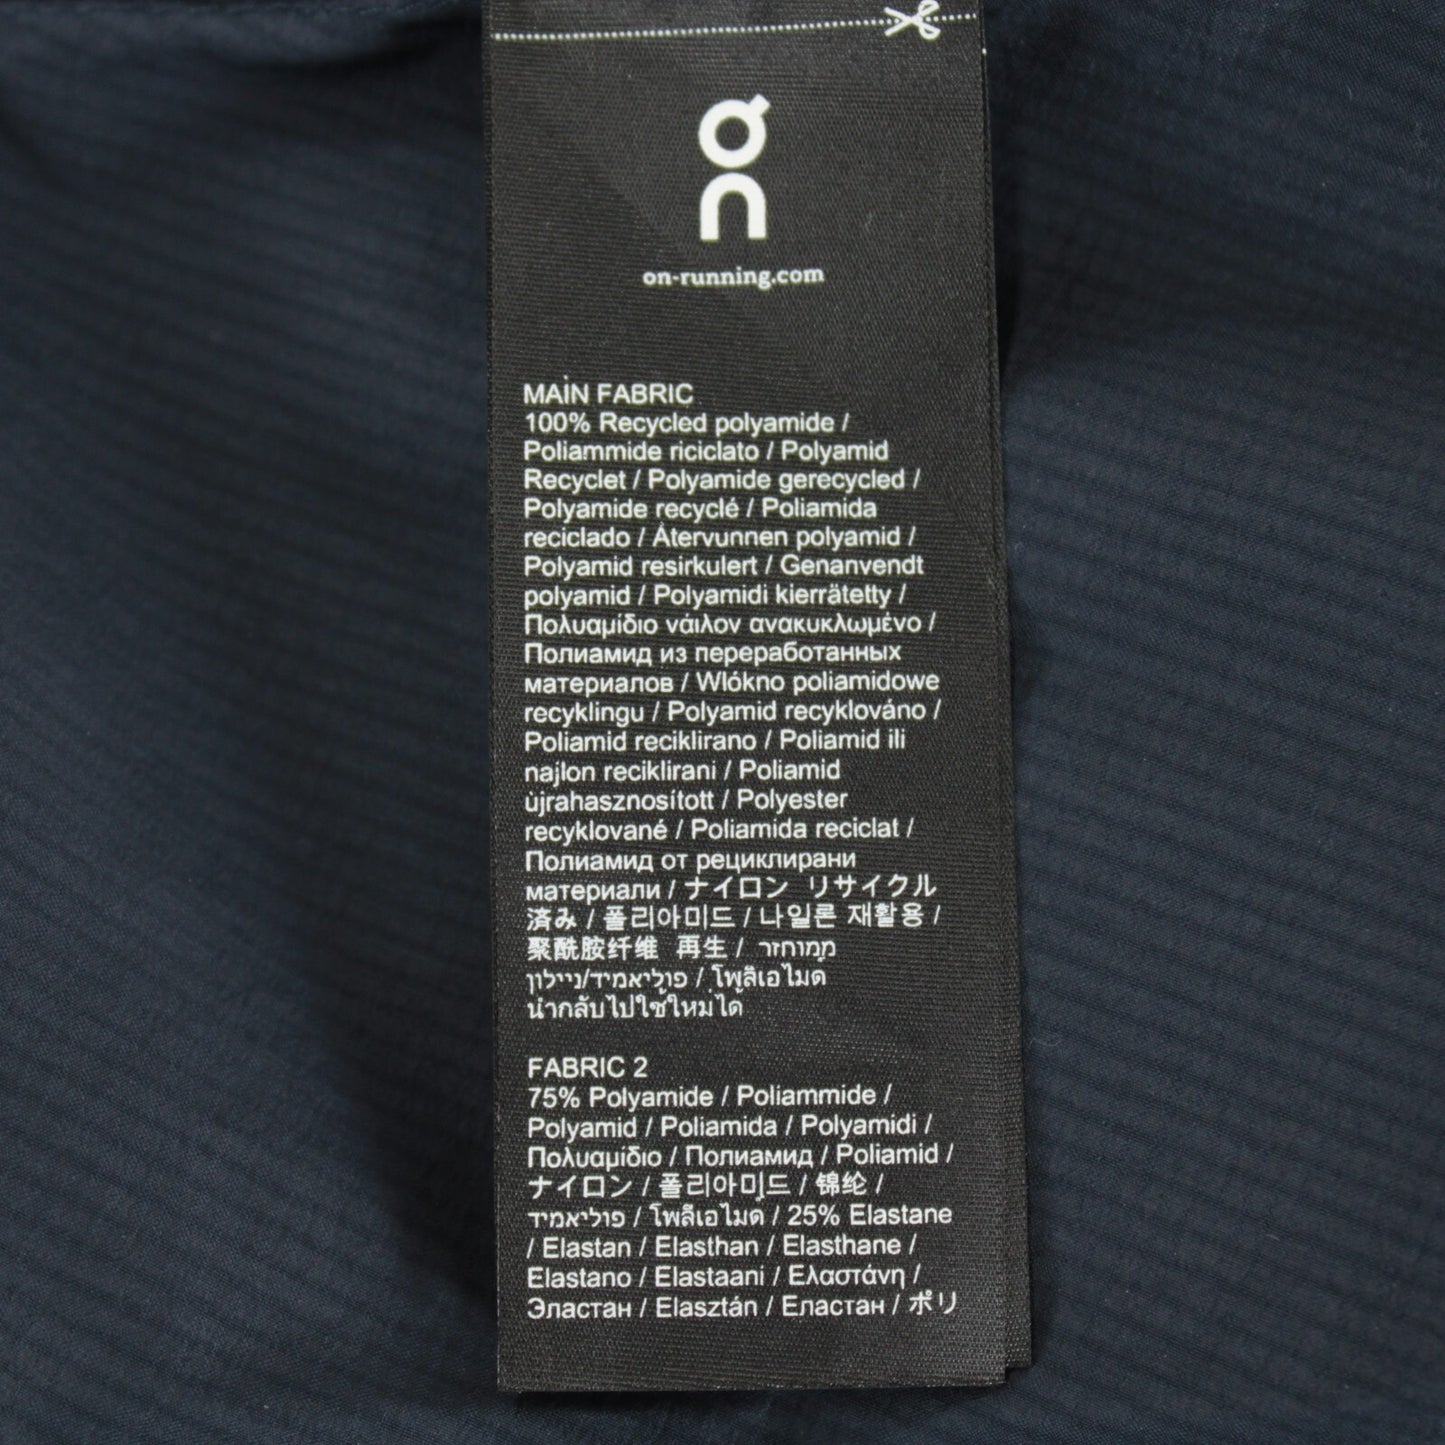 on
on-running.com
MAİN FABRIC
100% Recycled polyamide /
Poliammide riciclato / Polyamid
Recyclet / Polyamide gerecycled /
Polyamide recyclé / Poliamida
reciclado / Återvunnen polyamid /
Polyamid resirkulert / Genanvendt
polyamid / Polyamidi kierrätetty /
Πολυαμίδιο νάιλον ανακυκλωμένο /
Полиамид из переработанных
материалов / Wlókno poliamidowe
recyklingu / Polyamid recyklováno /
Poliamid reciklirano / Poliamid ili
najlon reciklirani / Poliamid
újrahasznosított / Polyester
recyklované / Poliamida reciclat /
Полиамид от рециклирани
материали / ナイロン リサイクル
済み / 폴리아미드 / 나일론 재활용 /
聚酰胺纤维 再生 / ממוחזר
פוליאמיד/ניילון / โพลิเอไมด์
นำกลับไปใช้ใหม่ได้
FABRIC 2
75% Polyamide / Poliammide /
Polyamid / Poliamida / Polyamidi /
Πολυαμίδιο / Полиамид / Poliamid /
ナイロン / 폴리아미드 / 锦纶 /
פוליאמיד / โพลิเอไมด์ / 25% Elastane
/ Elastan / Elasthan / Elasthane /
Elastano / Elastaani / Ελαστάνη /
Эластан / Elasztán / Еластан / ポリ